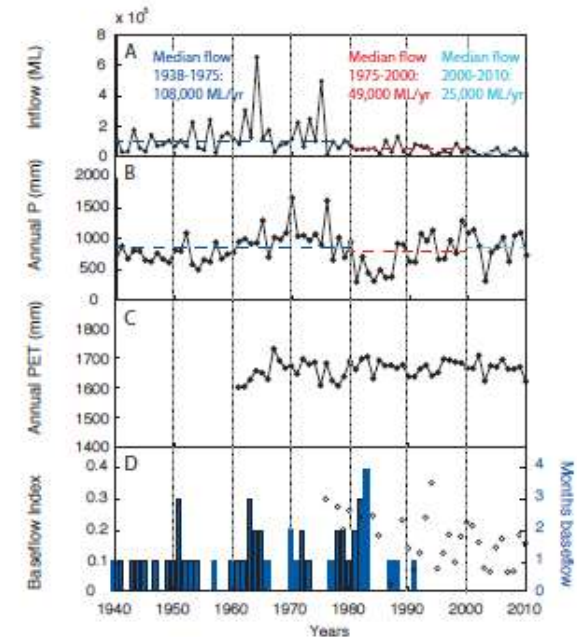 x 10⁵
8
6
4
2
0
Inflow (ML)
A
Median flow
1938-1975:
108,000 ML/yr
Median flow
1975-2000:
49,000 ML/yr
Median flow
2000-2010:
25,000 ML/yr
2000
1500
1000
500
0
Annual P (mm)
B
1800
1700
1600
1500
1400
Annual PET (mm)
C
0.4
0.3
0.2
0.1
0
Baseflow Index
D
4
3
2
1
0
Months baseflow
1940 1950 1960 1970 1980 1990 2000 2010
Years